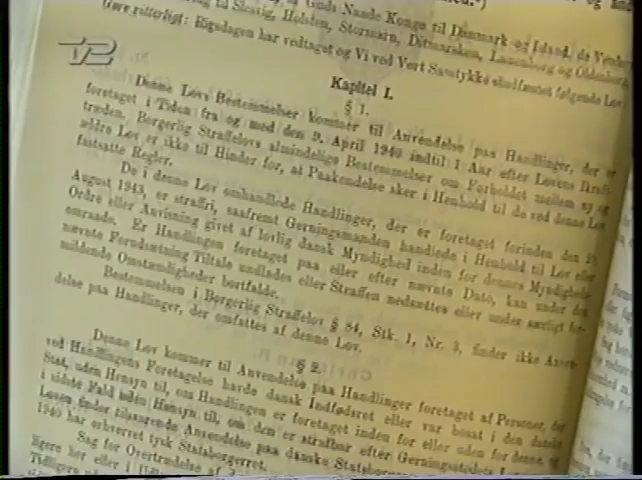 Guds Naade Konge til Danmark og Island, de Venders
til Slesvig, Holsten, Stormarn, Ditmarsken, Lauenborg og Oldenborg
Gøre vitterligt: Rigsdagen har vedtaget og Vi ved Vort Samtykke stadfæstet følgende Lov:
2
Kapitel I.
§ 1.
Denne Lovs Bestemmelser kommer til Anvendelse paa Handlinger, der er
foretaget i Tiden fra og med den 9. April 1940 indtil 1 Aar efter Lovens Ikraft-
træden. Borgerlig Straffelovs almindelige Bestemmelser om Forholdet mellem ny og
ældre Lov er ikke til Hinder for, at Paakendelse sker i Henhold til de ved denne Lov
fastsatte Regler.
De i denne Lov omhandlede Handlinger, der er foretaget forinden den 29.
August 1943, er straffri, saafremt Gerningsmanden handlede i Henhold til Lov eller
Ordre eller Anvisning givet af lovlig dansk Myndighed inden for dennes Myndigheds-
omraade. Er Handlingen foretaget paa eller efter nævnte Dato, kan under den
nævnte Forudsætning Tiltale undlades eller Straffen nedsættes eller under særligt for-
mildende Omstændigheder bortfalde.
Bestemmelsen i Borgerlig Straffelov § 84, Stk. 1, Nr. 3, finder ikke Anven-
delse paa Handlinger, der omfattes af denne Lov.
§ 2.
Denne Lov kommer til Anvendelse paa Handlinger foretaget af Personer, der
ved Handlingens Foretagelse havde dansk Indfødsret eller var bosat i den danske
Stat, uden Hensyn til, om Handlingen er foretaget inden for eller uden for denne, og
i sidste Fald uden Hensyn til, om den er strafbar efter Gerningsstedets
Loven finder tilsvarende Anvendelse paa danske Statsborgere
1940 har erhvervet tysk Statsborgerret.
Sag for Overtrædelse af
ligere her eller i
Tidligere